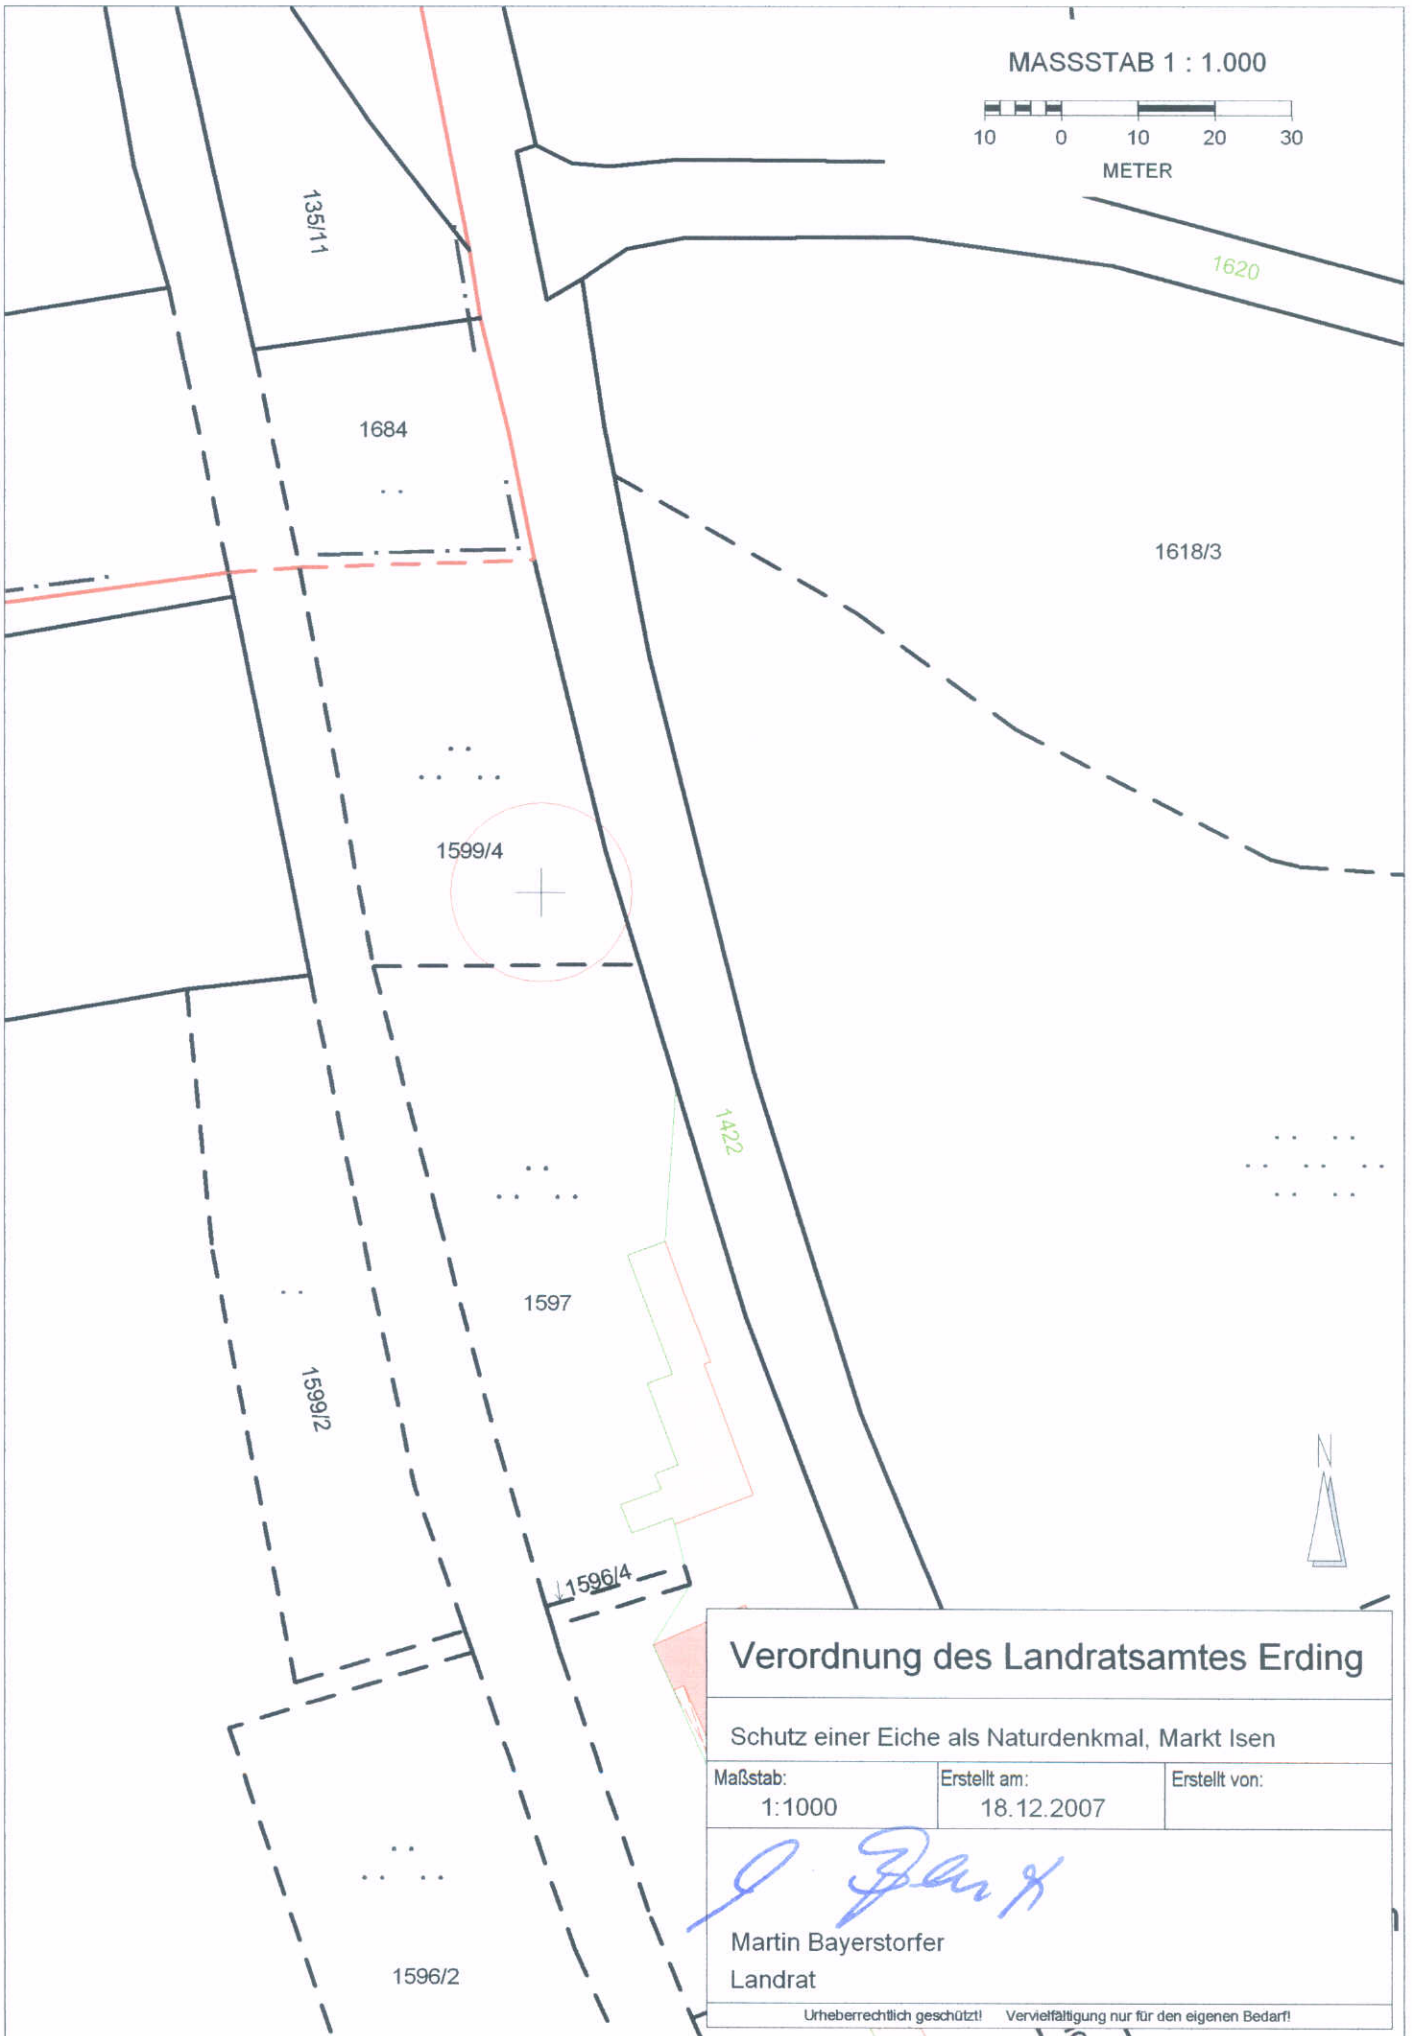 MASSSTAB 1 : 1.000
10 0 10 20 30
METER
135/11
1620
1684
1618/3
1599/4
1422
1597
1599/2
N
1596/4
Verordnung des Landratsamtes Erding
Schutz einer Eiche als Naturdenkmal, Markt Isen
Maßstab: Erstellt am: Erstellt von:
1:1000 18.12.2007
Martin Bayerstorfer
Landrat
1596/2
Urheberrechtlich geschützt! Vervielfältigung nur für den eigenen Bedarf!